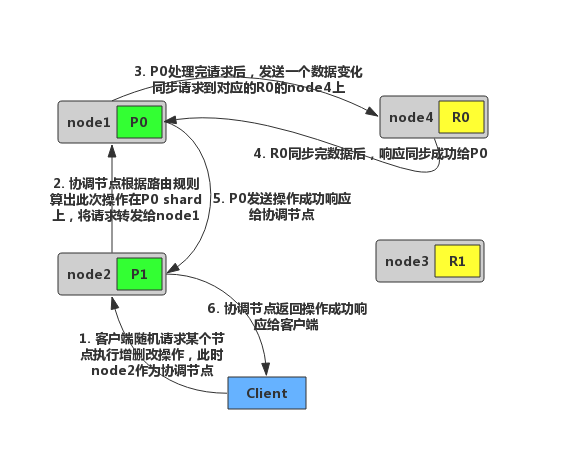 3. P0处理完请求后，发送一个数据变化
同步请求到对应的R0的node4上
node1
P0
node4
R0
4. R0同步完数据后，响应同步成功给P0
2. 协调节点根据路由规则
算出此次操作在P0 shard
上，将请求转发给node1
5. P0发送操作成功响应
给协调节点
node2
P1
node3
R1
6. 协调节点返回操作成功响
应给客户端
1. 客户端随机请求某个节
点执行增删改操作，此时
node2作为协调节点
Client